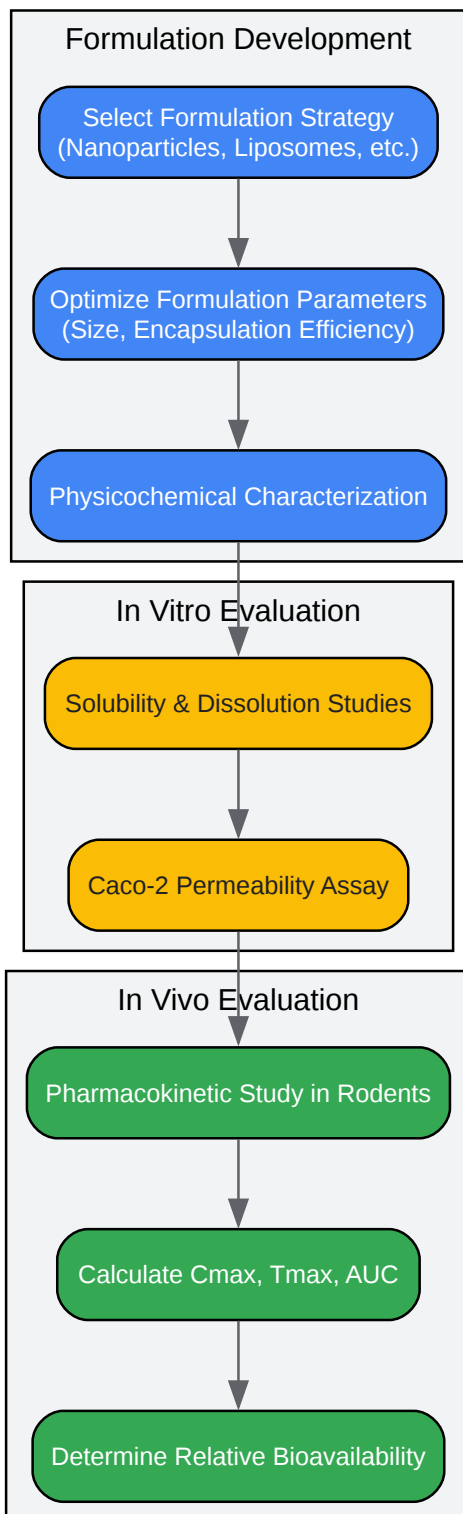 Formulation Development
Select Formulation Strategy
(Nanoparticles, Liposomes, etc.)
Optimize Formulation Parameters
(Size, Encapsulation Efficiency)
Physicochemical Characterization
In Vitro Evaluation
Solubility & Dissolution Studies
Caco-2 Permeability Assay
In Vivo Evaluation
Pharmacokinetic Study in Rodents
Calculate Cmax, Tmax, AUC
Determine Relative Bioavailability